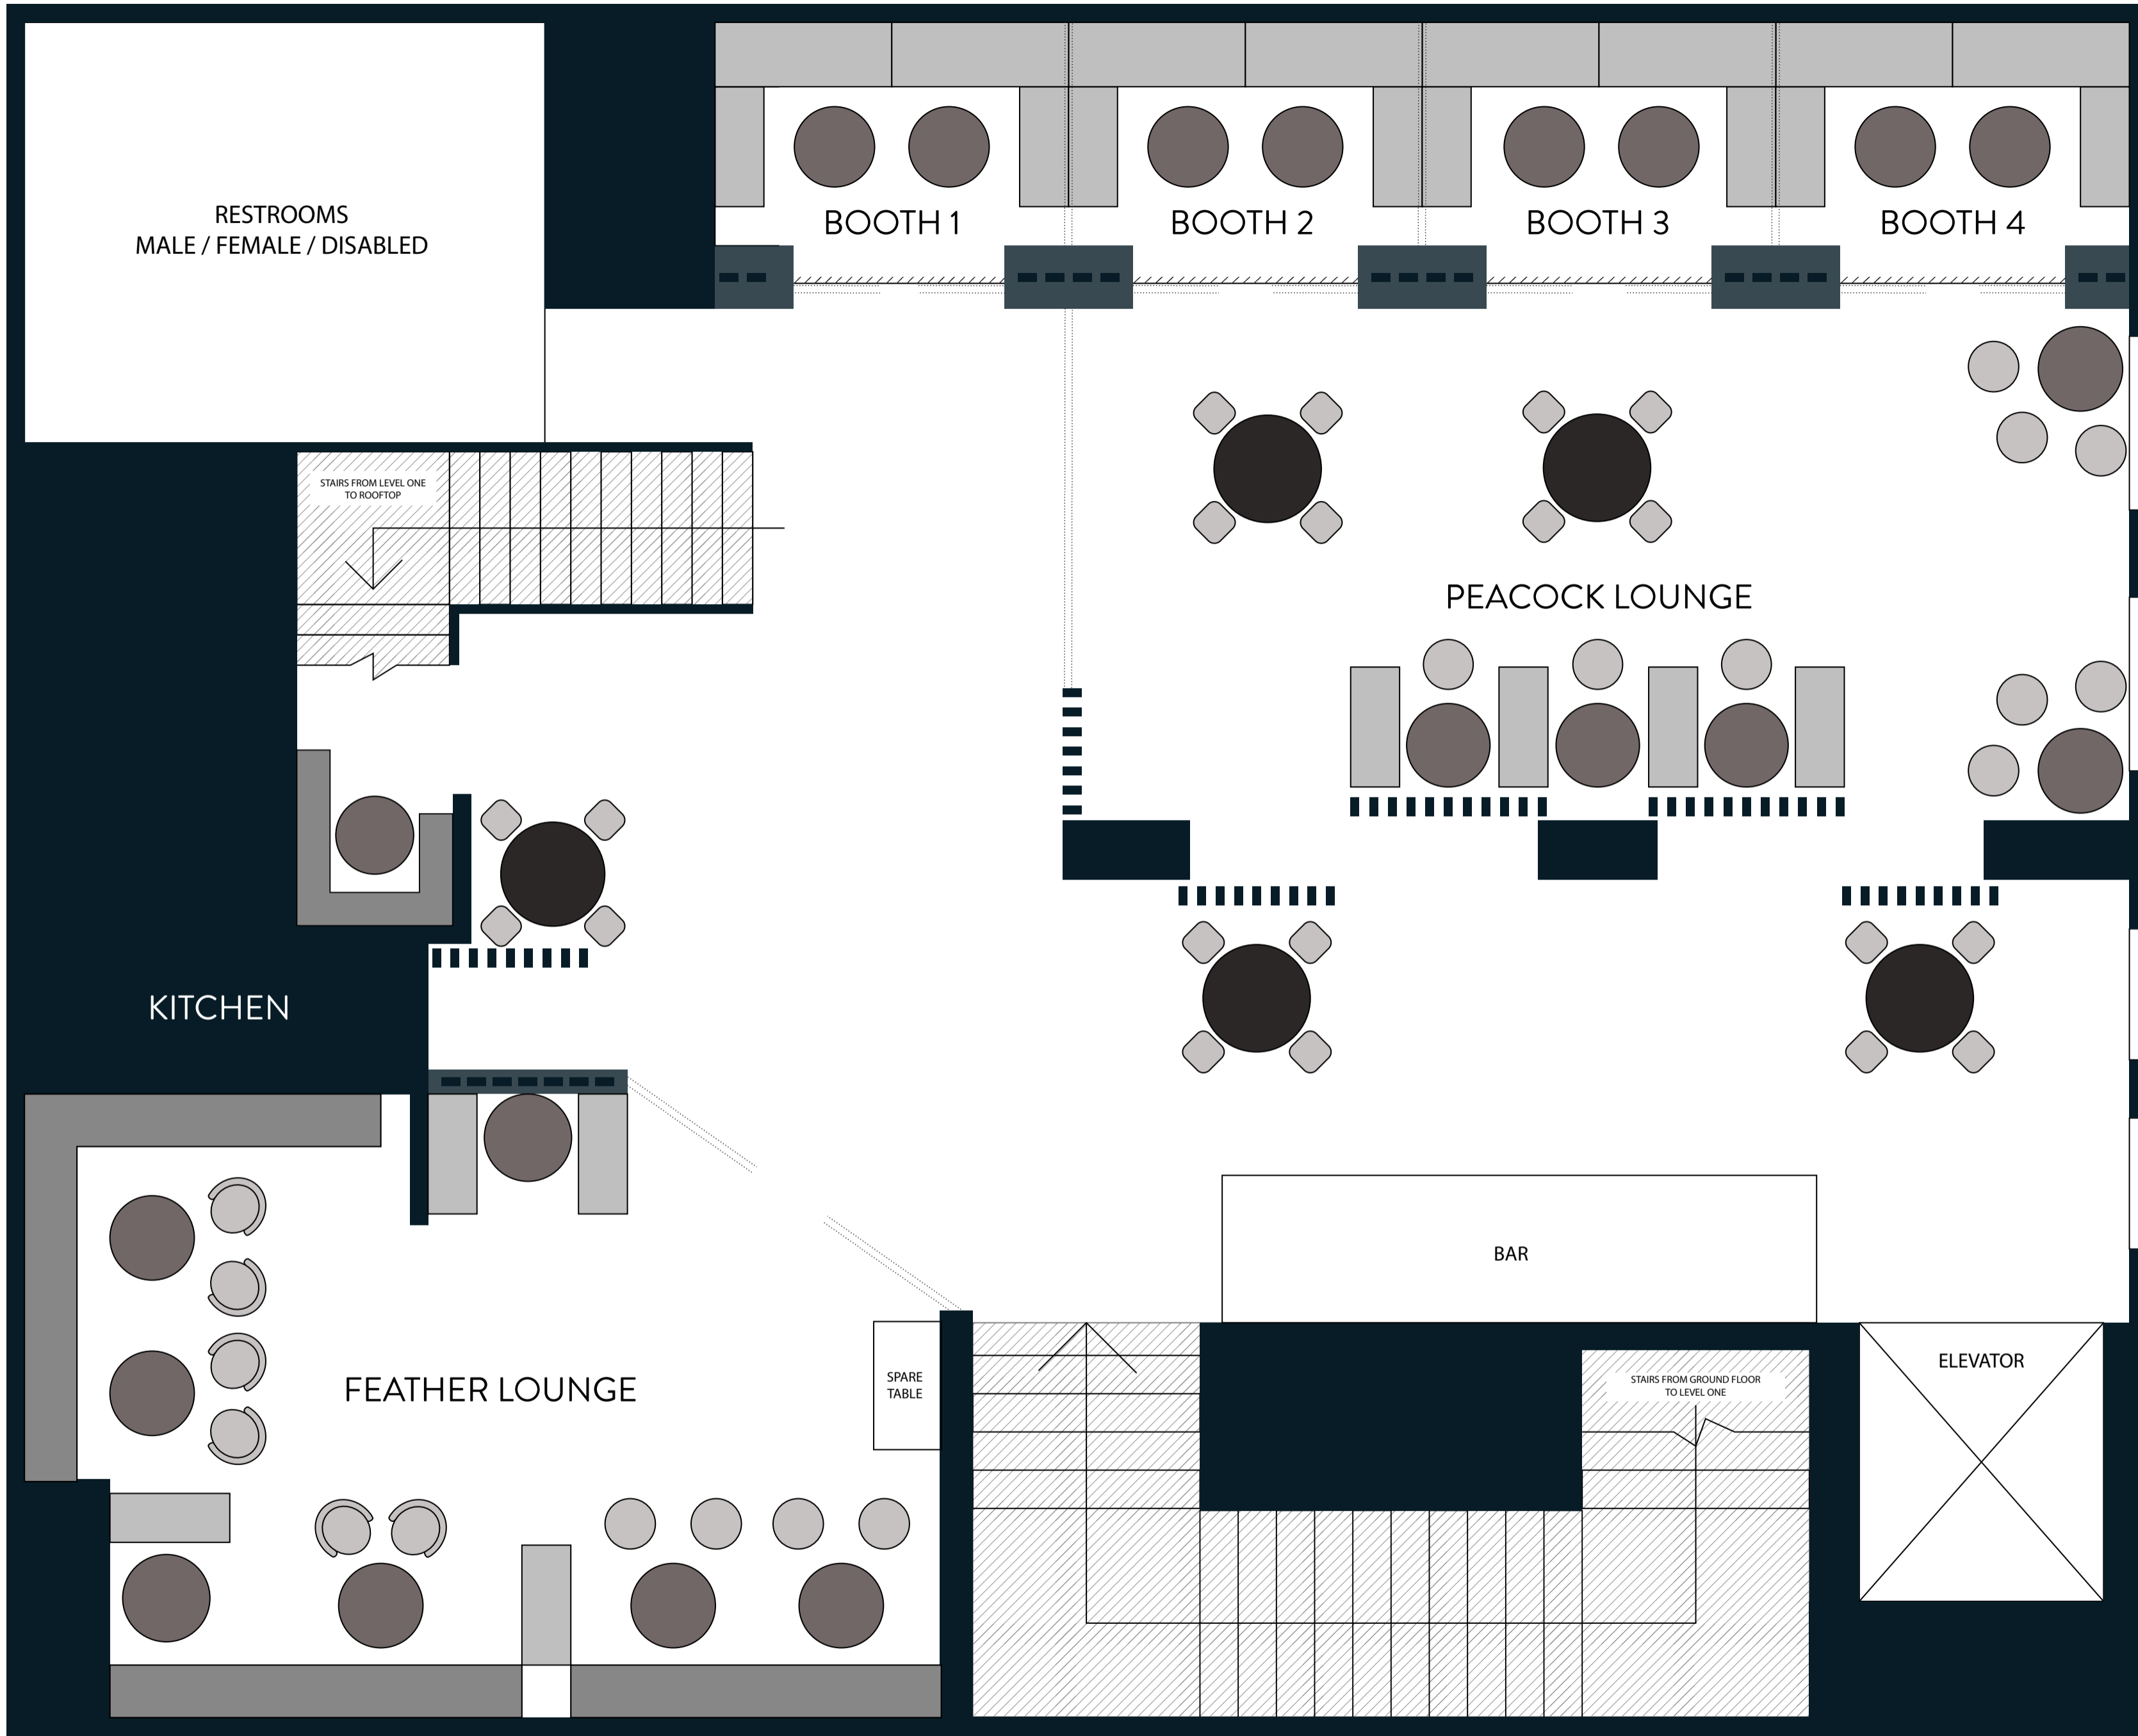 RESTROOMS
MALE / FEMALE / DISABLED
BOOTH 1
BOOTH 2
BOOTH 3
BOOTH 4
STAIRS FROM LEVEL ONE
TO ROOFTOP
PEACOCK LOUNGE
KITCHEN
BAR
FEATHER LOUNGE
SPARE
TABLE
STAIRS FROM GROUND FLOOR
TO LEVEL ONE
ELEVATOR